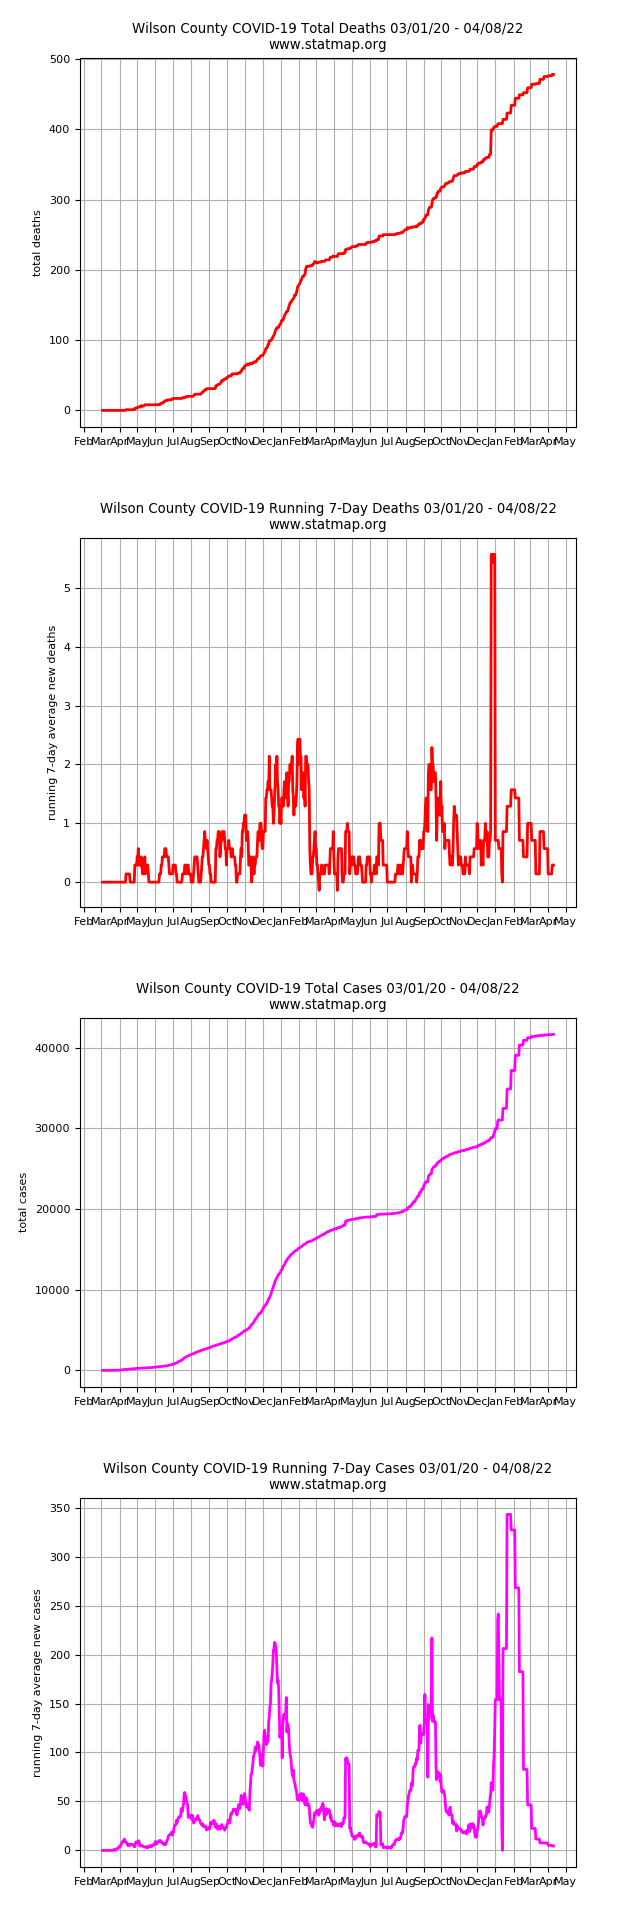 Wilson County COVID-19 Total Deaths 03/01/20 - 04/08/22
www.statmap.org
500
400
300
200
100
0
total deaths
Feb Mar Apr May Jun Jul Aug Sep Oct Nov Dec Jan Feb Mar Apr May Jun Jul Aug Sep Oct Nov Dec Jan Feb Mar Apr May
Wilson County COVID-19 Running 7-Day Deaths 03/01/20 - 04/08/22
www.statmap.org
5
4
3
2
1
0
running 7-day average new deaths
Feb Mar Apr May Jun Jul Aug Sep Oct Nov Dec Jan Feb Mar Apr May Jun Jul Aug Sep Oct Nov Dec Jan Feb Mar Apr May
Wilson County COVID-19 Total Cases 03/01/20 - 04/08/22
www.statmap.org
40000
30000
20000
10000
0
total cases
Feb Mar Apr May Jun Jul Aug Sep Oct Nov Dec Jan Feb Mar Apr May Jun Jul Aug Sep Oct Nov Dec Jan Feb Mar Apr May
Wilson County COVID-19 Running 7-Day Cases 03/01/20 - 04/08/22
www.statmap.org
350
300
250
200
150
100
50
0
running 7-day average new cases
Feb Mar Apr May Jun Jul Aug Sep Oct Nov Dec Jan Feb Mar Apr May Jun Jul Aug Sep Oct Nov Dec Jan Feb Mar Apr May